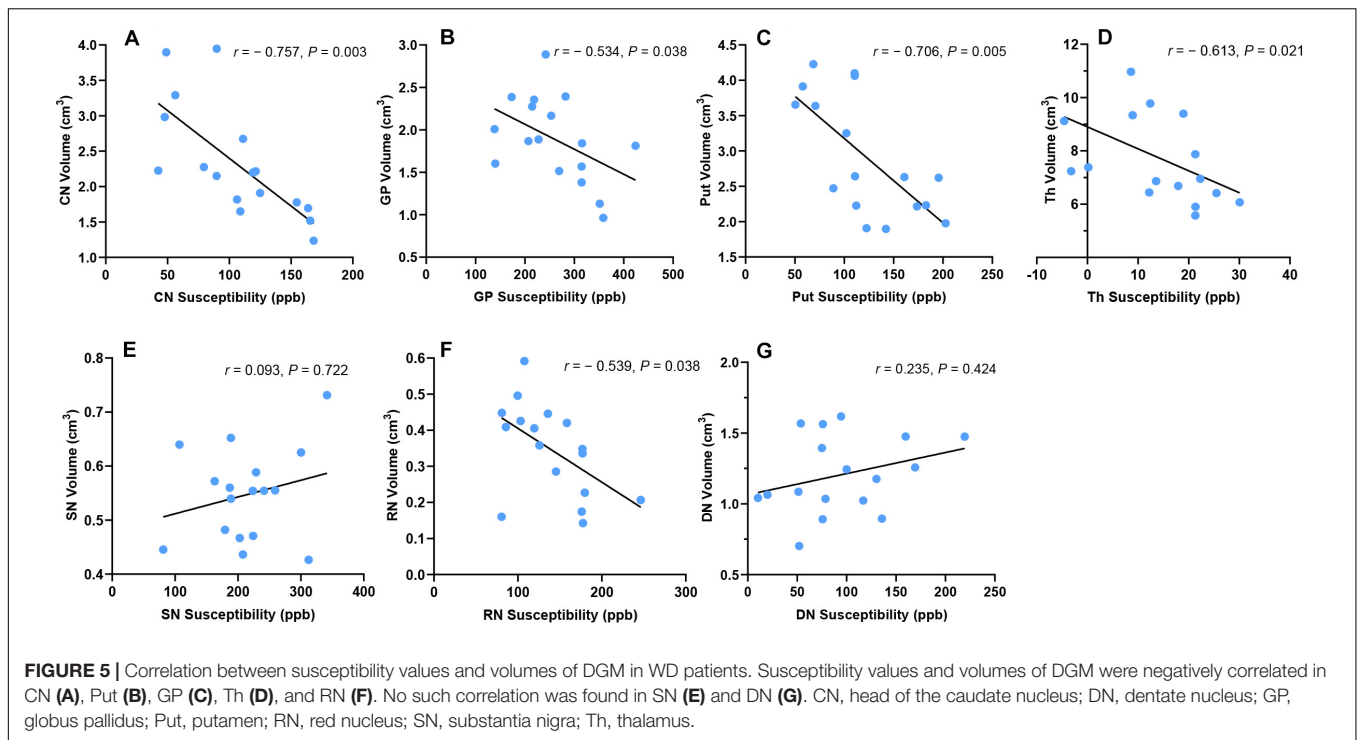 A
r = − 0.757, P = 0.003
CN Volume (cm³)
4.0
3.5
3.0
2.5
2.0
1.5
1.0
0
50
100
150
200
CN Susceptibility (ppb)
B
r = − 0.534, P = 0.038
GP Volume (cm³)
3.0
2.5
2.0
1.5
1.0
0.5
0
100
200
300
400
500
GP Susceptibility (ppb)
C
r = − 0.706, P = 0.005
Put Volume (cm³)
4.5
4.0
3.5
3.0
2.5
2.0
1.5
0
50
100
150
200
250
Put Susceptibility (ppb)
D
r = − 0.613, P = 0.021
Th Volume (cm³)
12
10
8
6
-10
0
10
20
30
40
Th Susceptibility (ppb)
E
r = 0.093, P = 0.722
SN Volume (cm³)
0.8
0.7
0.6
0.5
0.4
0
100
200
300
400
SN Susceptibility (ppb)
F
r = − 0.539, P = 0.038
RN Volume (cm³)
0.6
0.5
0.4
0.3
0.2
0.1
0.0
0
100
200
300
RN Susceptibility (ppb)
G
r = 0.235, P = 0.424
DN Volume (cm³)
2.0
1.5
1.0
0.5
0
50
100
150
200
250
DN Susceptibility (ppb)
FIGURE 5 | Correlation between susceptibility values and volumes of DGM in WD patients. Susceptibility values and volumes of DGM were negatively correlated in
CN (A), Put (B), GP (C), Th (D), and RN (F). No such correlation was found in SN (E) and DN (G). CN, head of the caudate nucleus; DN, dentate nucleus; GP,
globus pallidus; Put, putamen; RN, red nucleus; SN, substantia nigra; Th, thalamus.